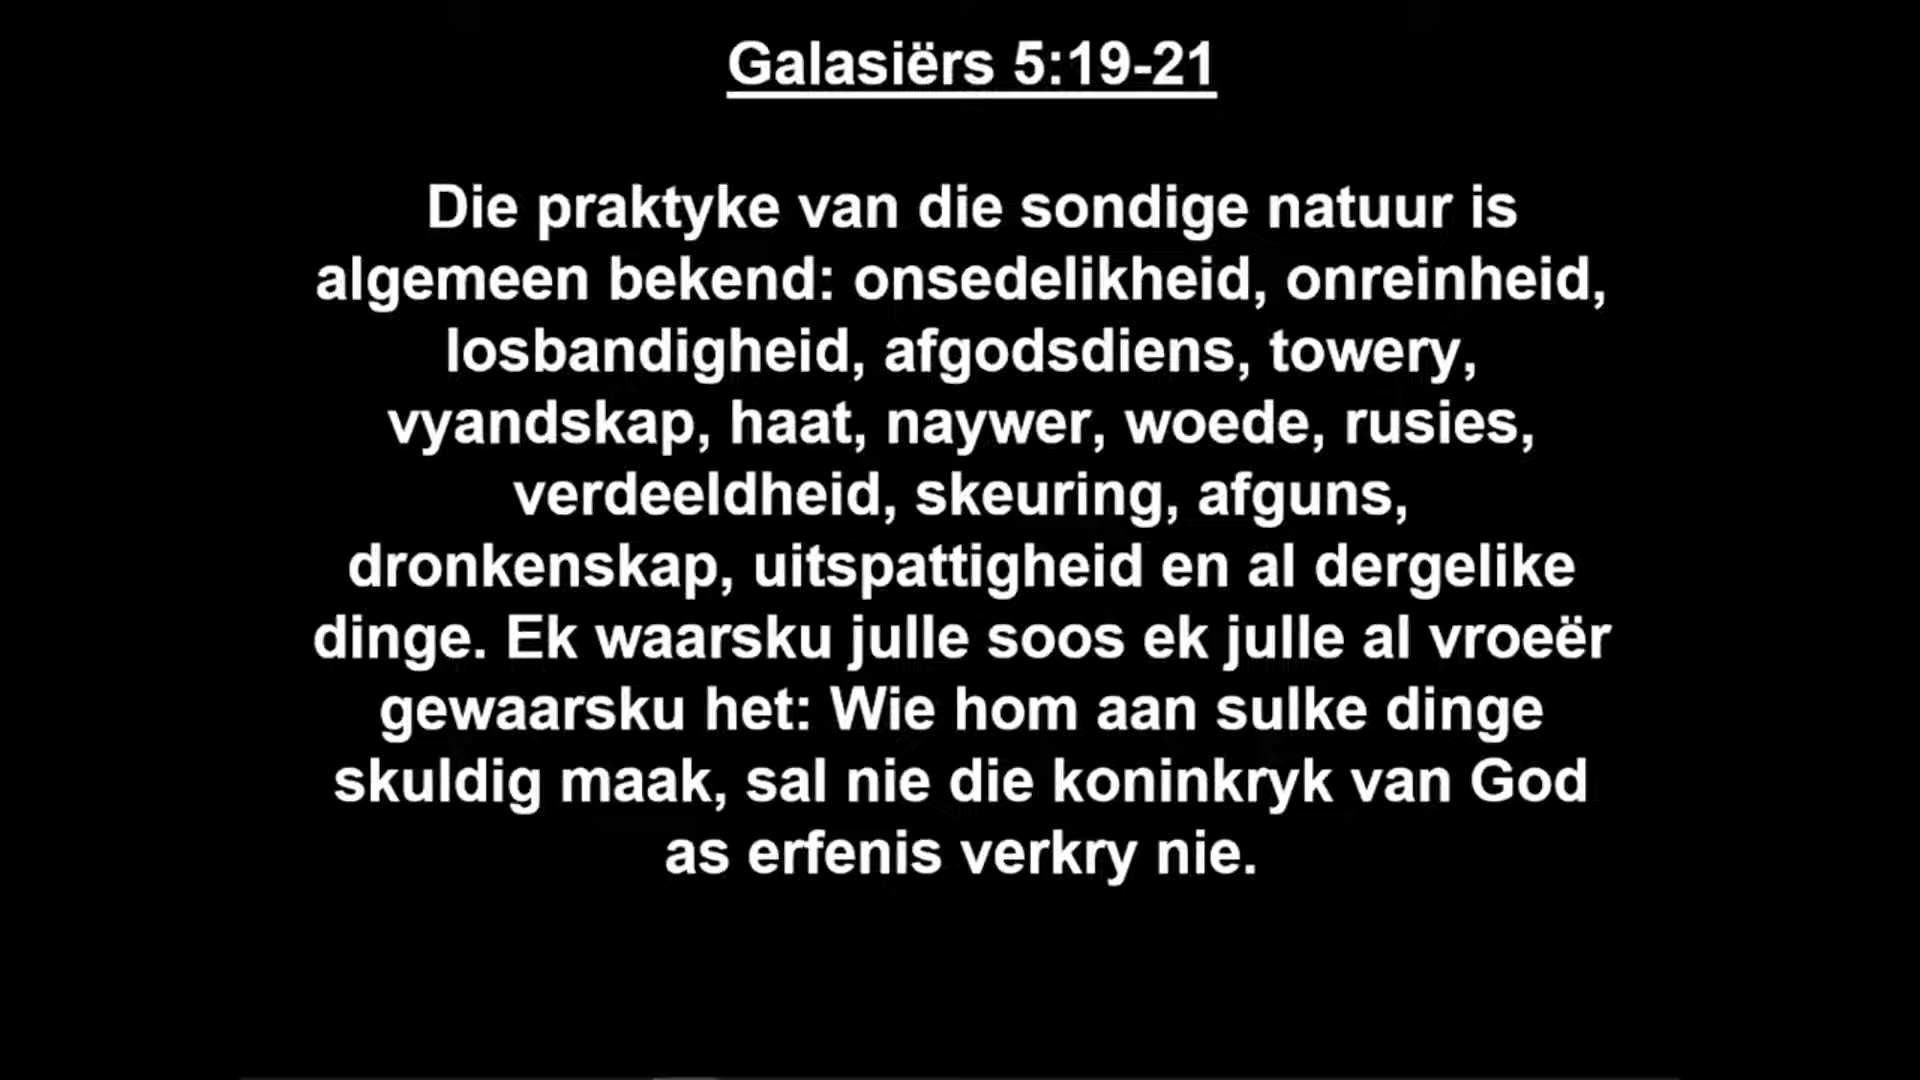 Galasiërs 5:19-21
Die praktyke van die sondige natuur is
algemeen bekend: onsedelikheid, onreinheid,
losbandigheid, afgodsdiens, towery,
vyandskap, haat, naywer, woede, rusies,
verdeeldheid, skeuring, afguns,
dronkenskap, uitspattigheid en al dergelike
dinge. Ek waarsku julle soos ek julle al vroeër
gewaarsku het: Wie hom aan sulke dinge
skuldig maak, sal nie die koninkryk van God
as erfenis verkry nie.